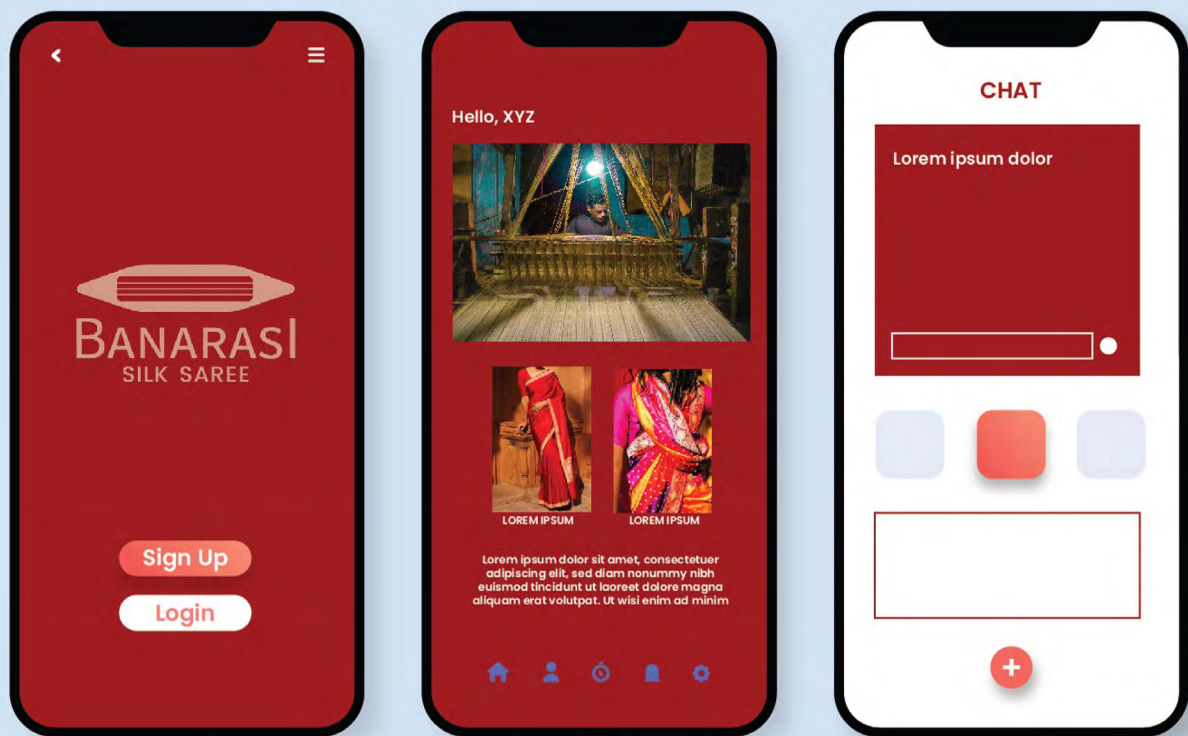 BANARASI
SILK SAREE
Sign Up
Login
Hello, XYZ
LOREM IPSUM
LOREM IPSUM
Lorem ipsum dolor sit amet, consectetuer
adipiscing elit, sed diam nonummy nibh
euismod tincidunt ut laoreet dolore magna
aliquam erat volutpat. Ut wisi enim ad minim
CHAT
Lorem ipsum dolor